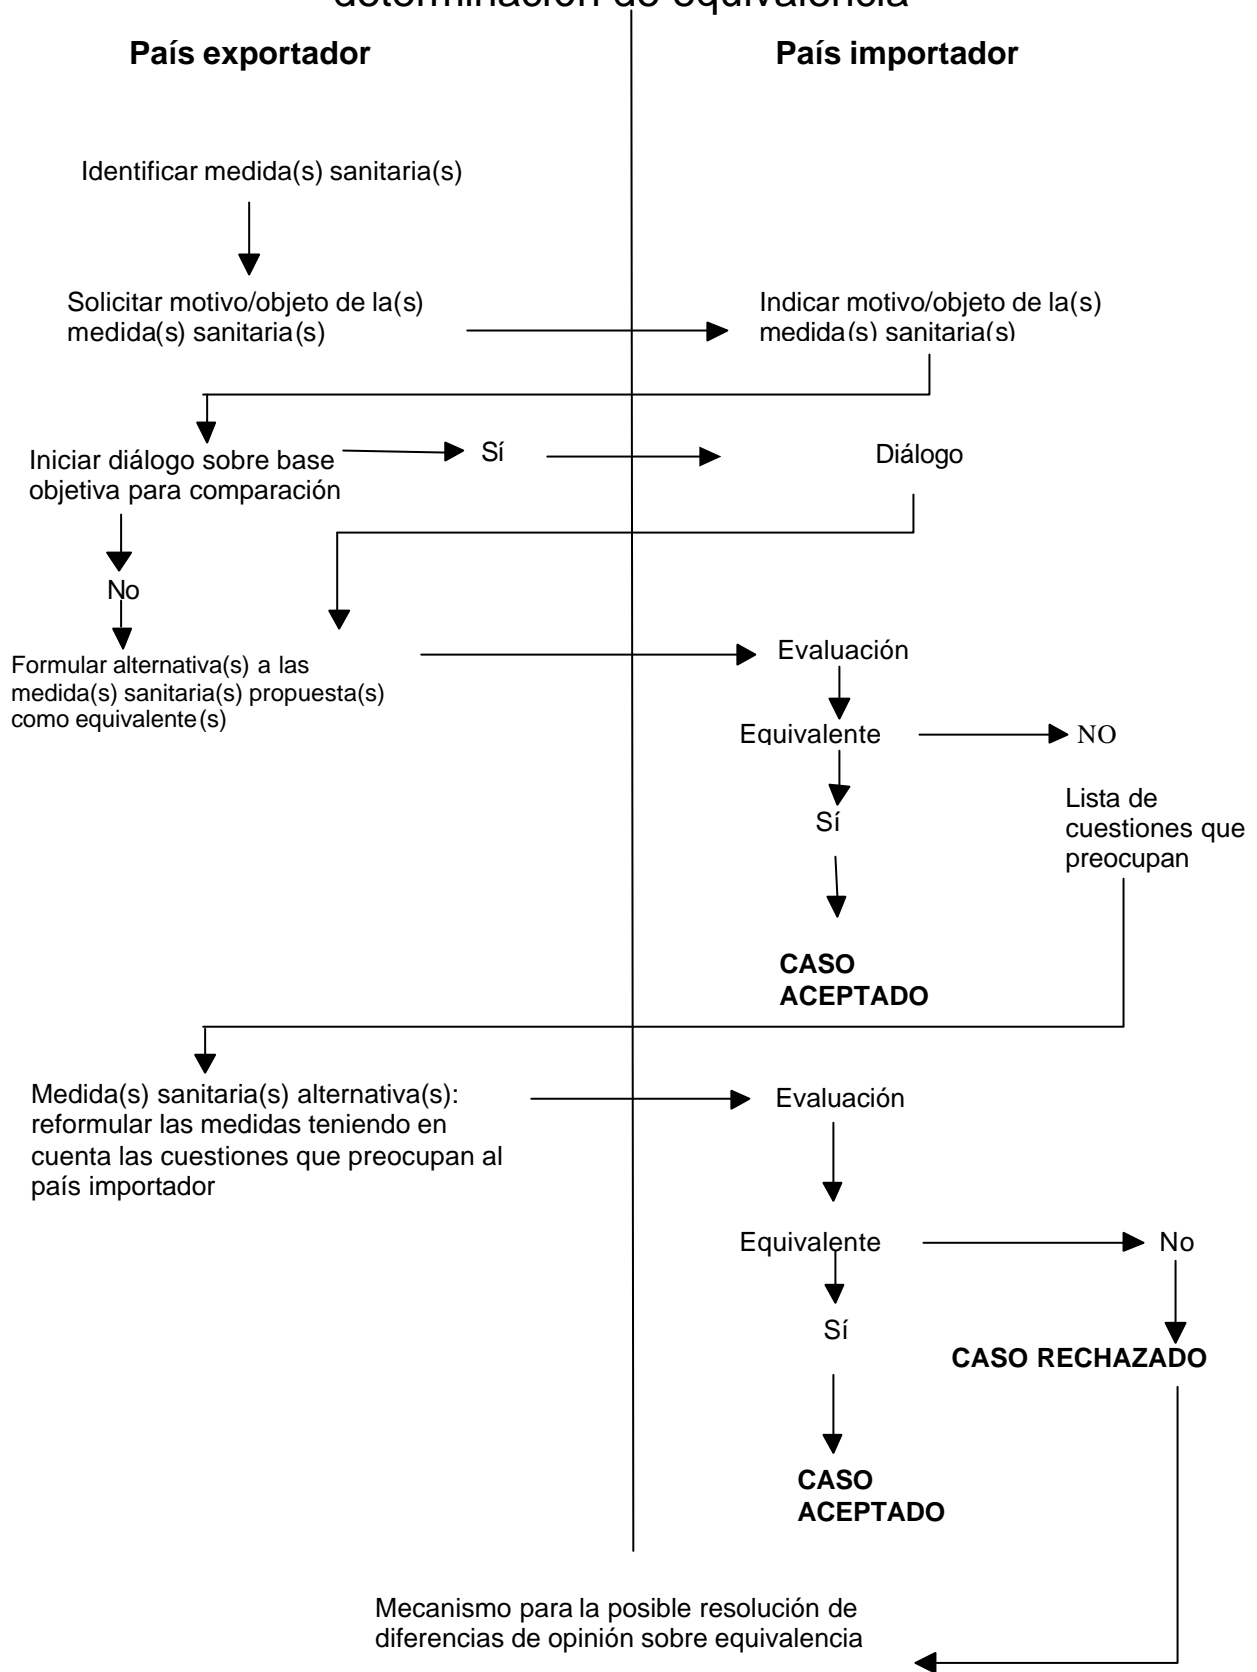 determinación de equivalencia
País exportador
País importador
Identificar medida(s) sanitaria(s)
Solicitar motivo/objeto de la(s)
medida(s) sanitaria(s)
Indicar motivo/objeto de la(s)
medida(s) sanitaria(s)
Iniciar diálogo sobre base
objetiva para comparación
Sí
Diálogo
No
Formular alternativa(s) a las
medida(s) sanitaria(s) propuesta(s)
como equivalente(s)
Evaluación
Equivalente
NO
Lista de
cuestiones que
preocupan
Sí
CASO
ACEPTADO
Medida(s) sanitaria(s) alternativa(s):
reformular las medidas teniendo en
cuenta las cuestiones que preocupan al
país importador
Evaluación
Equivalente
No
Sí
CASO RECHAZADO
CASO
ACEPTADO
Mecanismo para la posible resolución de
diferencias de opinión sobre equivalencia